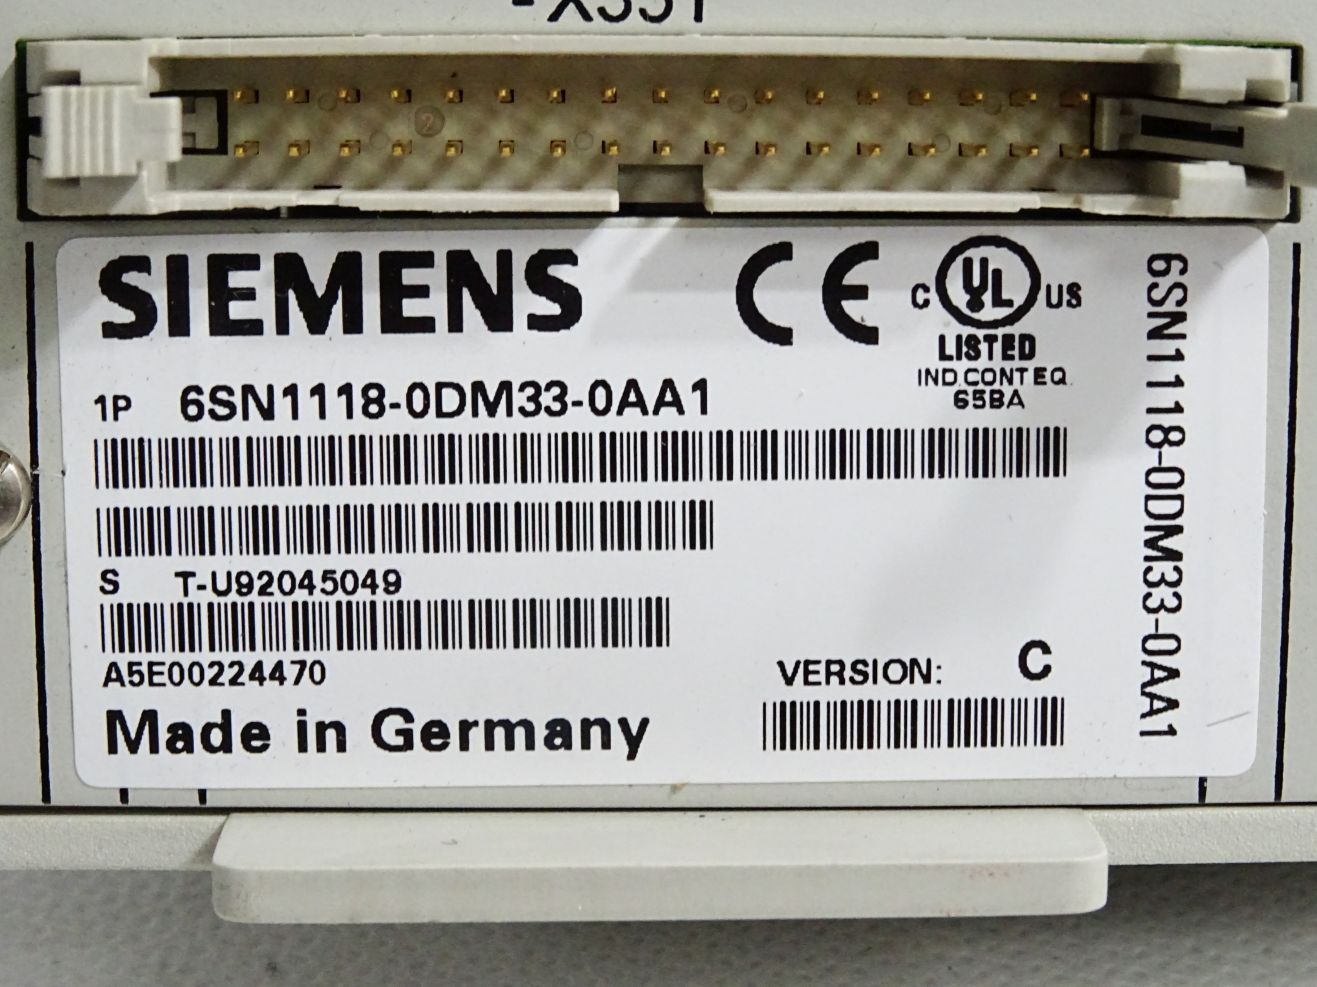 -X351
SIEMENS
C UL US
LISTED
IND.CONT.EQ.
65BA
1P 6SN1118-0DM33-0AA1
S T-U92045049
A5E00224470
VERSION: C
Made in Germany
6SN1118-0DM33-0AA1